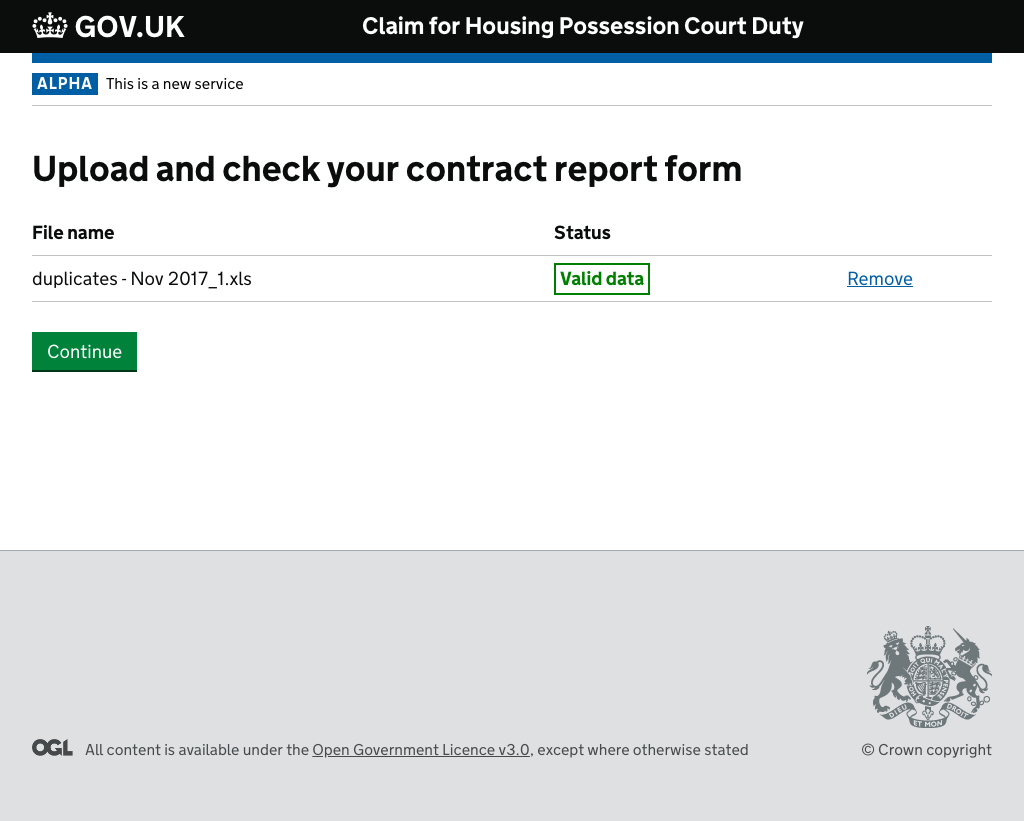 GOV.UK
Claim for Housing Possession Court Duty
ALPHA This is a new service
Upload and check your contract report form
File name Status
duplicates - Nov 2017_1.xls Valid data Remove
Continue
DIEU ET MON DROIT
OGL All content is available under the Open Government Licence v3.0, except where otherwise stated
© Crown copyright